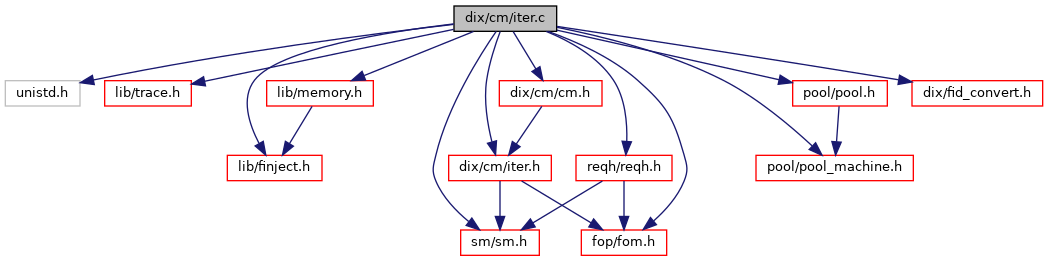 dix/cm/iter.c
unistd.h
lib/trace.h
lib/memory.h
dix/cm/cm.h
pool/pool.h
dix/fid_convert.h
lib/finject.h
dix/cm/iter.h
reqh/reqh.h
pool/pool_machine.h
sm/sm.h
fop/fom.h